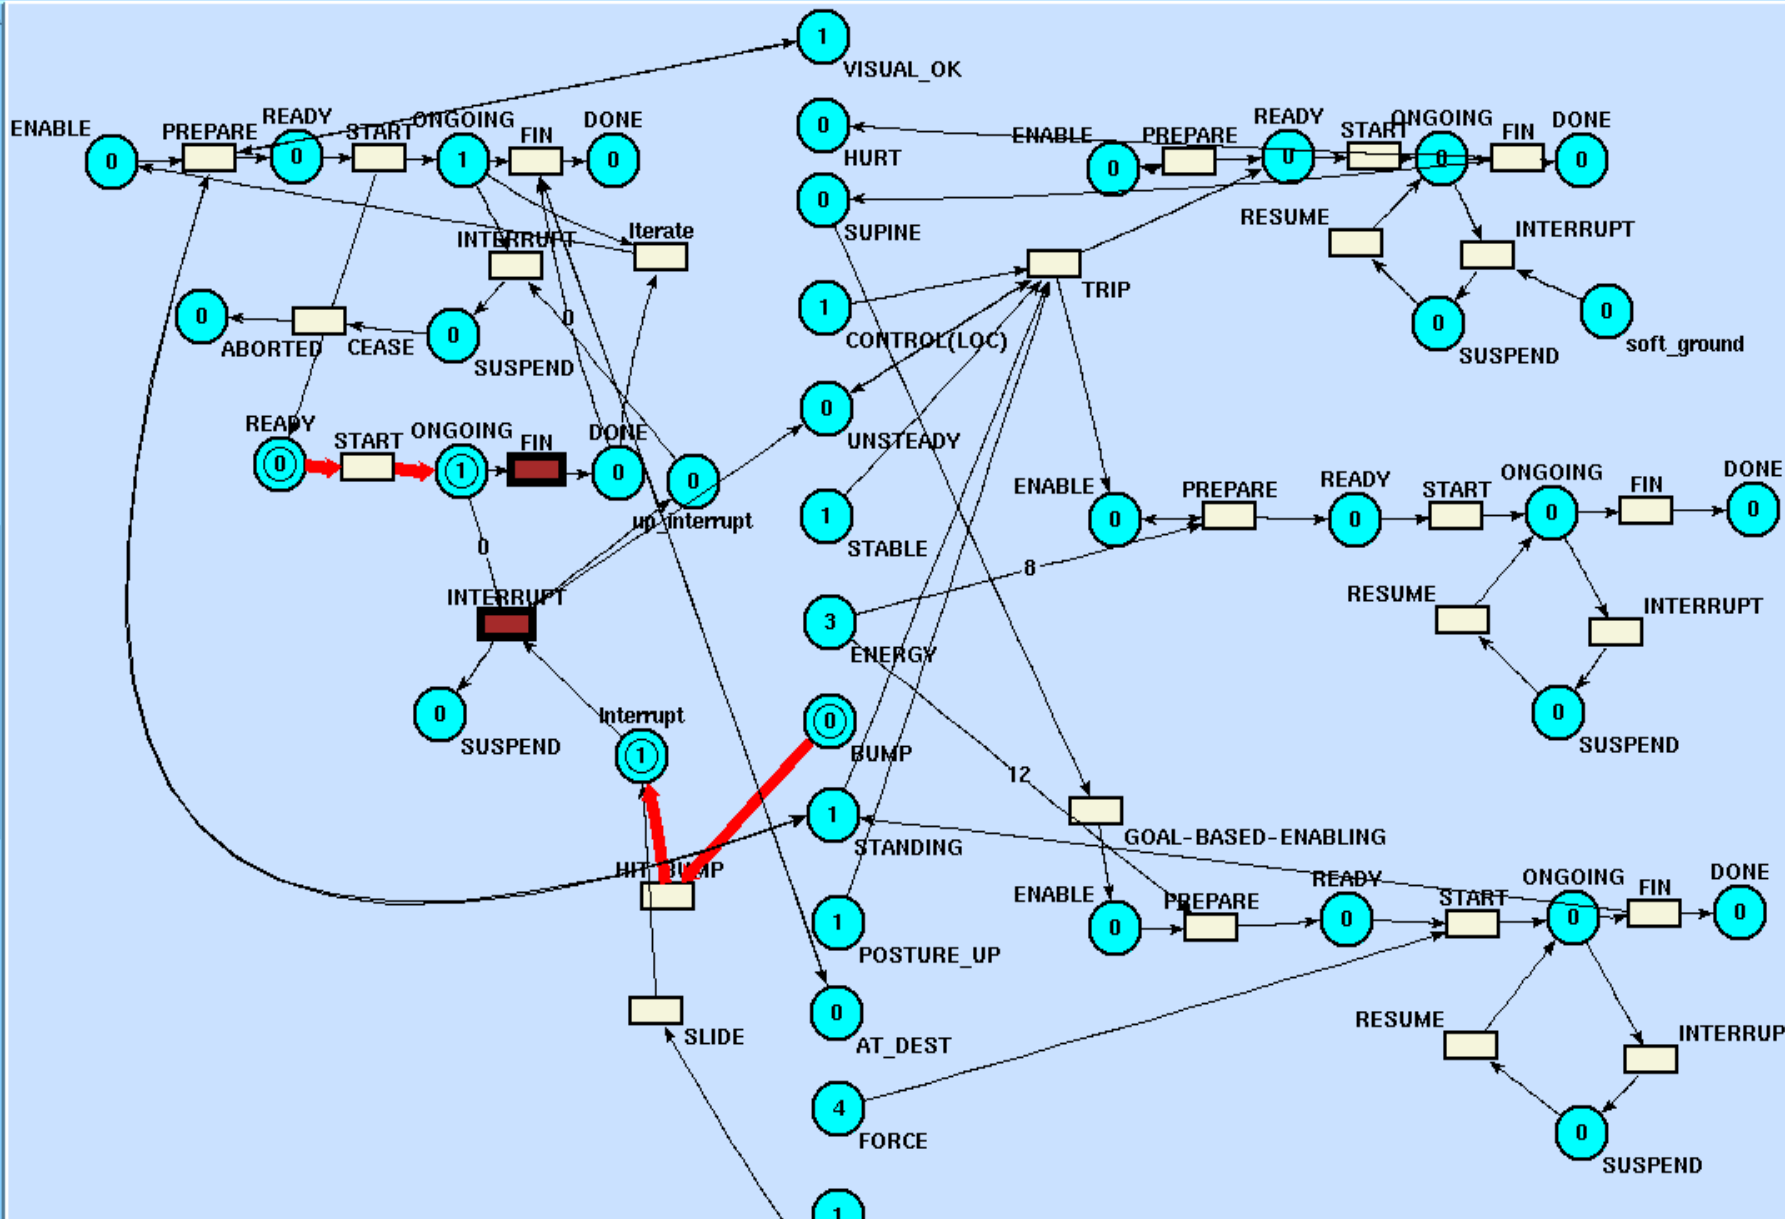 1
VISUAL_OK
ENABLE
0
PREPARE
READY
0
START
ONGOING
1
FIN
DONE
0
0
HURT
ENABLE
0
PREPARE
READY
0
START
ONGOING
0
FIN
DONE
0
0
SUPINE
INTERRUPT
Iterate
RESUME
INTERRUPT
TRIP
0
ABORTED
CEASE
0
SUSPEND
0
1
CONTROL(LOC)
0
SUSPEND
0
soft_ground
READY
0
START
ONGOING
1
FIN
DONE
0
0
up_interrupt
0
UNSTEADY
1
STABLE
ENABLE
0
PREPARE
READY
0
START
ONGOING
0
FIN
DONE
0
0
INTERRUPT
8
3
ENERGY
RESUME
INTERRUPT
0
SUSPEND
Interrupt
1
0
BUMP
0
SUSPEND
12
1
STANDING
GOAL-BASED-ENABLING
HIT_BUMP
1
POSTURE_UP
ENABLE
0
PREPARE
READY
0
START
ONGOING
0
FIN
DONE
0
SLIDE
0
AT_DEST
RESUME
INTERRUP
4
FORCE
0
SUSPEND
1